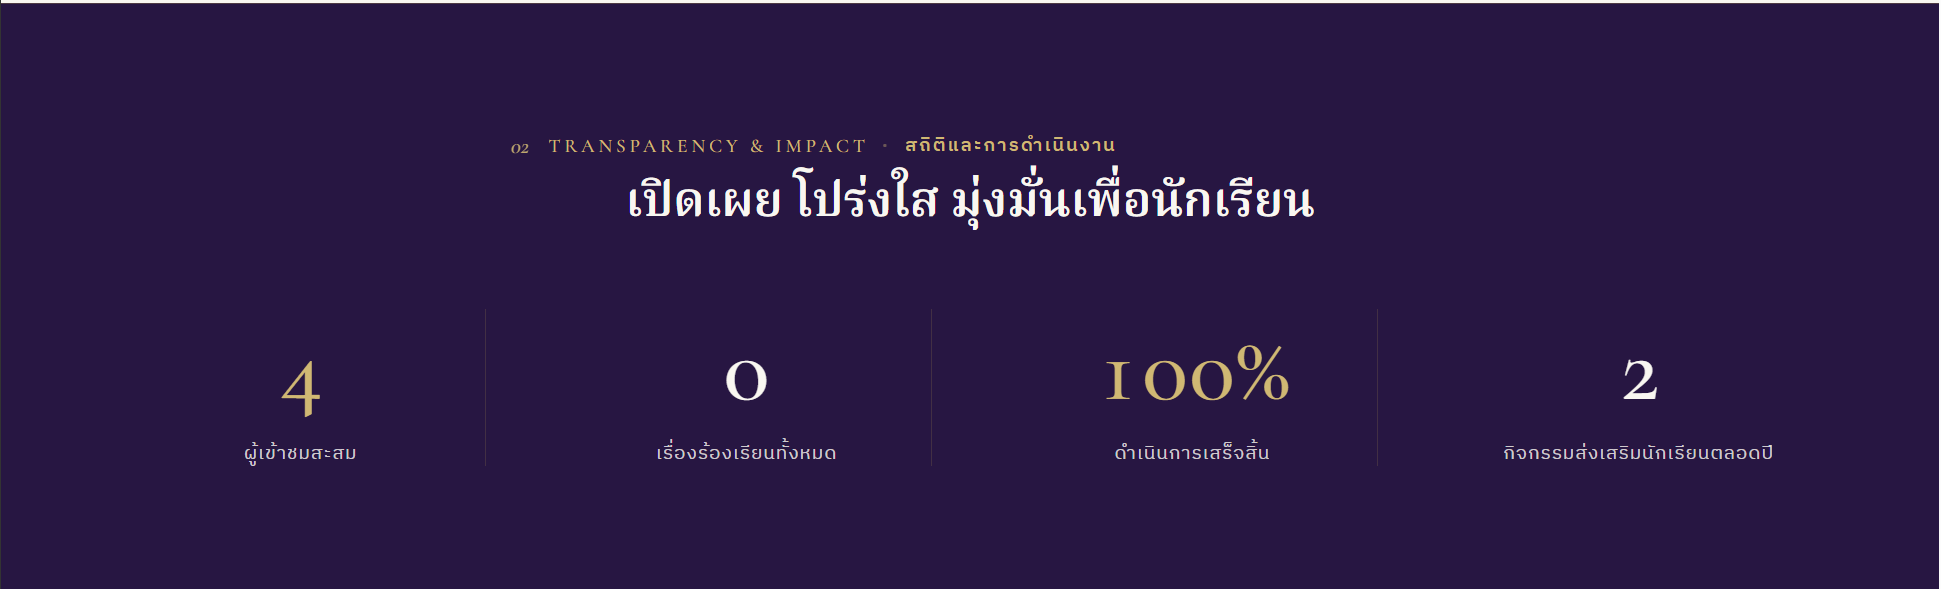 02 TRANSPARENCY & IMPACT • สถิติและการดำเนินงาน
เปิดเผย โปร่งใส มุ่งมั่นเพื่อนักเรียน
4
ผู้เข้าชมสะสม
0
เรื่องร้องเรียนทั้งหมด
100%
ดำเนินการเสร็จสิ้น
2
กิจกรรมส่งเสริมนักเรียนตลอดปี